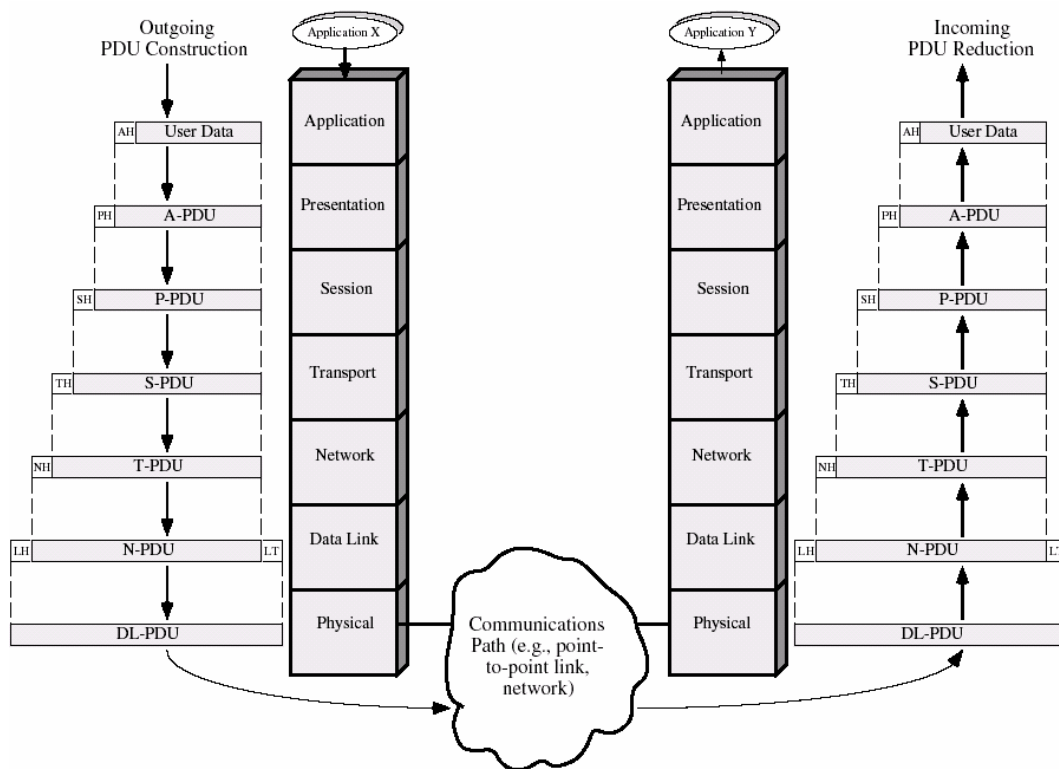 Outgoing
PDU Construction
Application X
Application Y
Incoming
PDU Reduction
AH
User Data
Application
Application
AH
User Data
PH
A-PDU
Presentation
Presentation
PH
A-PDU
SH
P-PDU
Session
Session
SH
P-PDU
TH
S-PDU
Transport
Transport
TH
S-PDU
NH
T-PDU
Network
Network
NH
T-PDU
LH
N-PDU
LT
Data Link
Data Link
LH
N-PDU
LT
DL-PDU
Physical
Communications
Path (e.g., point-
to-point link,
network)
Physical
DL-PDU